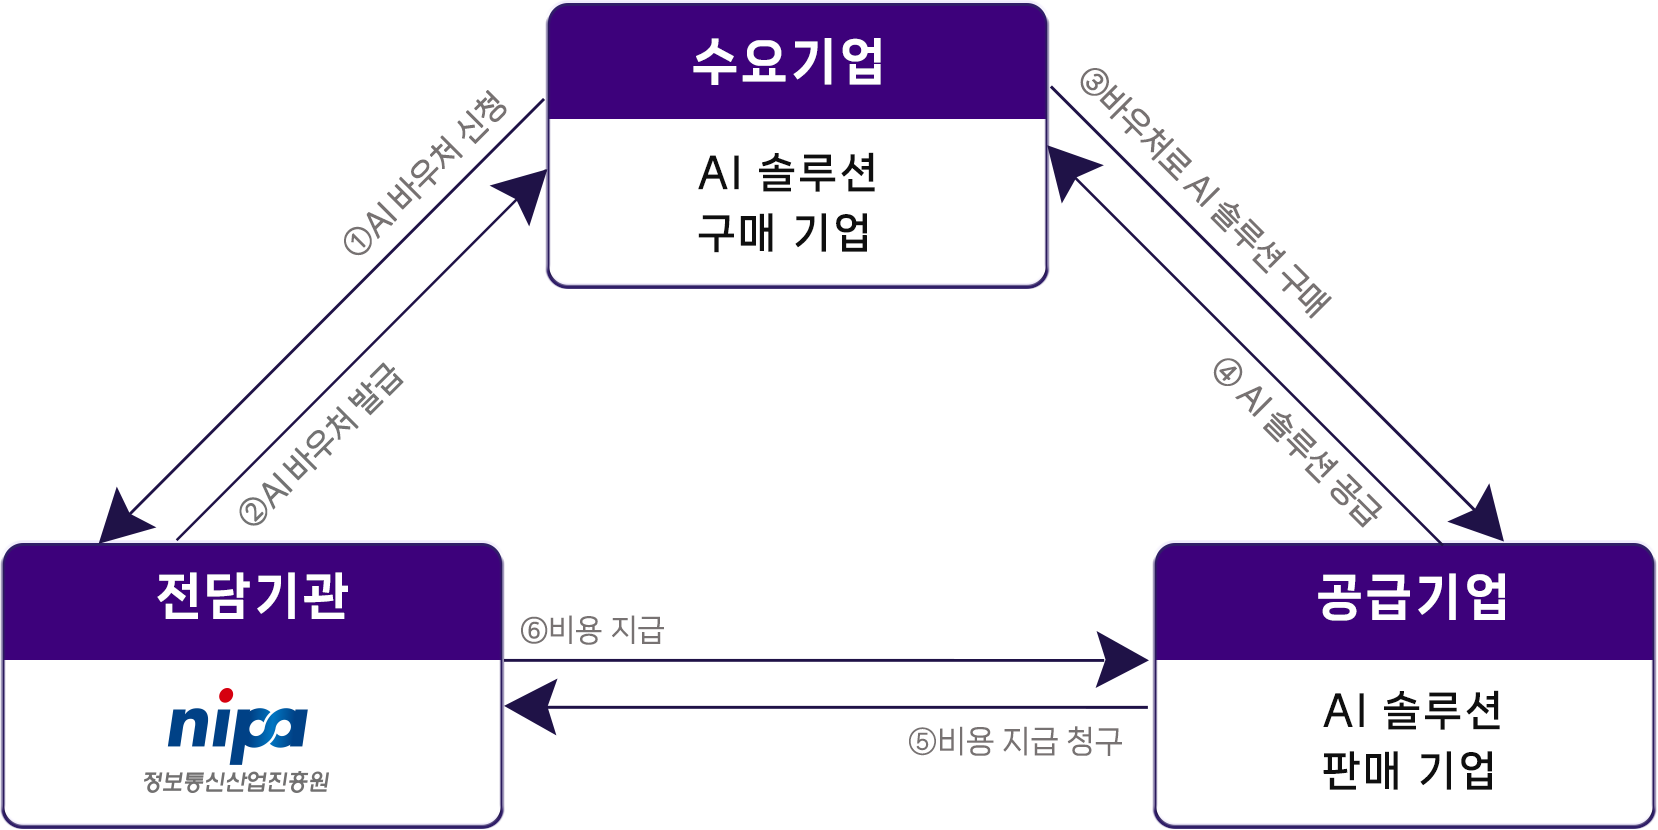 수요기업
AI 솔루션
구매 기업
①AI 바우처 신청
②AI 바우처 발급
③바우처로 AI 솔루션 구매
④ AI 솔루션 공급
전담기관
nipa
정보통신산업진흥원
⑥비용 지급
⑤비용 지급 청구
공급기업
AI 솔루션
판매 기업